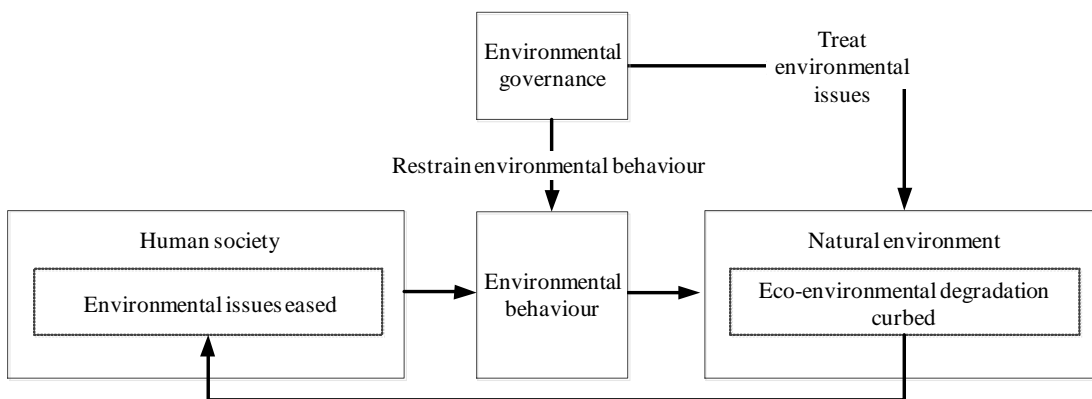 Environmental
governance
Treat
environmental
issues
Restrain environmental behaviour
Human society
Environmental issues eased
Environmental
behaviour
Natural environment
Eco-environmental degradation
curbed